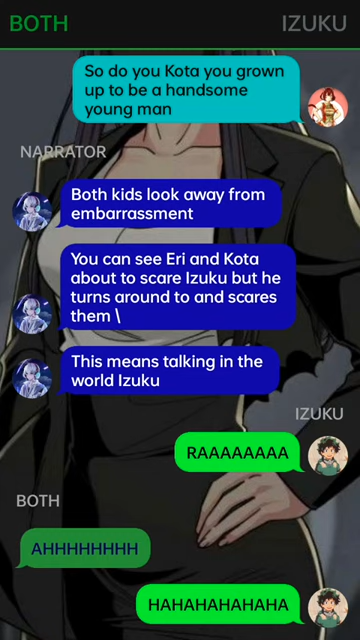 BOTH IZUKU
So do you Kota you grown
up to be a handsome
young man
NARRATOR
Both kids look away from
embarrassment
You can see Eri and Kota
about to scare Izuku but he
turns around to and scares
them \
This means talking in the
world Izuku
IZUKU
RAAAAAAAA
BOTH
AHHHHHHHH
HAHAHAHAHAHA